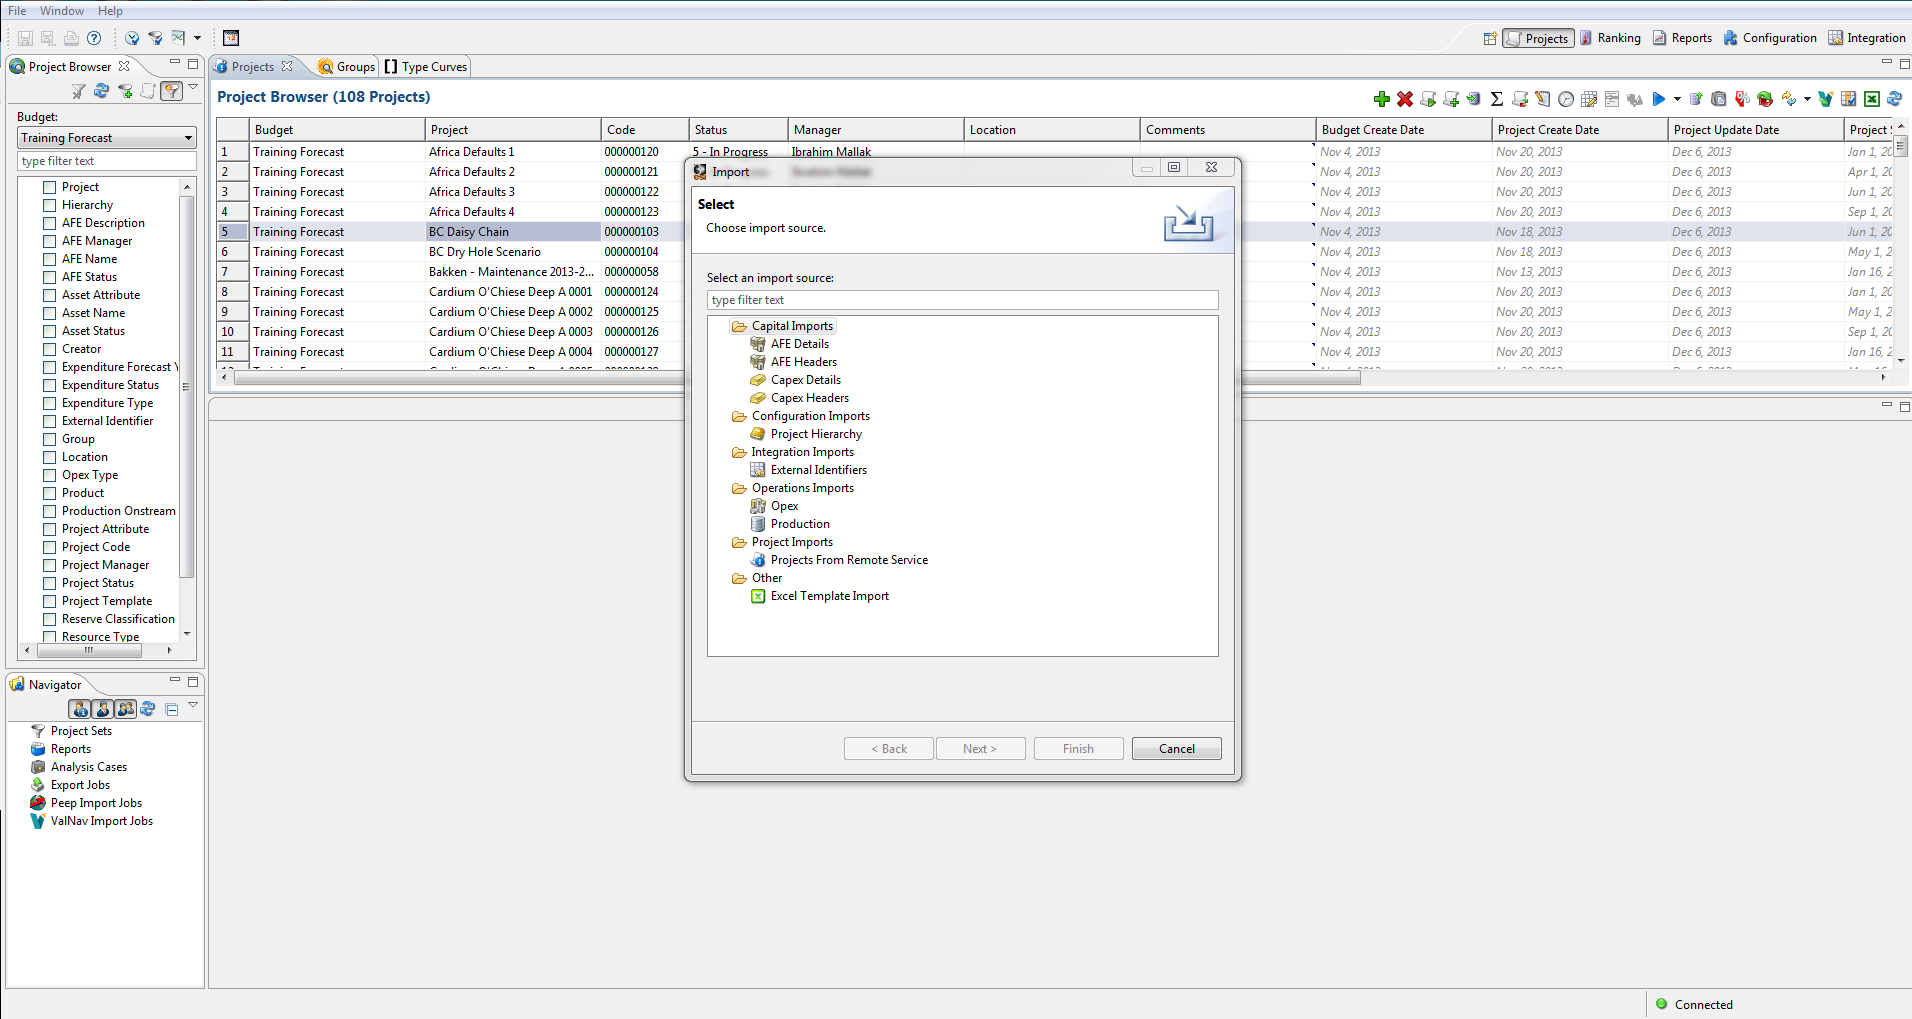 File Window Help
Projects Ranking Reports Configuration Integration
Project Browser
Budget:
Training Forecast
type filter text
Project
Hierarchy
AFE Description
AFE Manager
AFE Name
AFE Status
Asset Attribute
Asset Name
Asset Status
Creator
Expenditure Forecast
Expenditure Status
Expenditure Type
External Identifier
Group
Location
Opex Type
Product
Production Onstream
Project Attribute
Project Code
Project Manager
Project Status
Project Template
Reserve Classification
Resource Type
Navigator
Project Sets
Reports
Analysis Cases
Export Jobs
Peep Import Jobs
ValNav Import Jobs
Projects Groups Type Curves
Project Browser (108 Projects)
Budget Project Code Status Manager Location Comments Budget Create Date Project Create Date Project Update Date Project
1 Training Forecast Africa Defaults 1 000000120 5 - In Progress Ibrahim Mallak Nov 4, 2013 Nov 20, 2013 Dec 6, 2013 Jan 1, 20
2 Training Forecast Africa Defaults 2 000000121 Nov 4, 2013 Nov 20, 2013 Dec 6, 2013 Apr 1, 20
3 Training Forecast Africa Defaults 3 000000122 Nov 4, 2013 Nov 20, 2013 Dec 6, 2013 Jun 1, 20
4 Training Forecast Africa Defaults 4 000000123 Nov 4, 2013 Nov 20, 2013 Dec 6, 2013 Sep 1, 20
5 Training Forecast BC Daisy Chain 000000103 Nov 4, 2013 Nov 18, 2013 Dec 6, 2013 Jun 1, 20
6 Training Forecast BC Dry Hole Scenario 000000104 Nov 4, 2013 Nov 18, 2013 Dec 6, 2013 May 1, 2
7 Training Forecast Bakken - Maintenance 2013-2... 000000058 Nov 4, 2013 Nov 13, 2013 Dec 6, 2013 Jan 16, 2
8 Training Forecast Cardium O'Chiese Deep A 0001 000000124 Nov 4, 2013 Nov 20, 2013 Dec 6, 2013 Jan 1, 20
9 Training Forecast Cardium O'Chiese Deep A 0002 000000125 Nov 4, 2013 Nov 20, 2013 Dec 6, 2013 May 1, 2
10 Training Forecast Cardium O'Chiese Deep A 0003 000000126 Nov 4, 2013 Nov 20, 2013 Dec 6, 2013 Sep 1, 20
11 Training Forecast Cardium O'Chiese Deep A 0004 000000127 Nov 4, 2013 Nov 20, 2013 Dec 6, 2013 Jan 16, 2
Import
Select
Choose import source.
Select an import source:
type filter text
Capital Imports
AFE Details
AFE Headers
Capex Details
Capex Headers
Configuration Imports
Project Hierarchy
Integration Imports
External Identifiers
Operations Imports
Opex
Production
Project Imports
Projects From Remote Service
Other
Excel Template Import
< Back Next > Finish Cancel
Connected